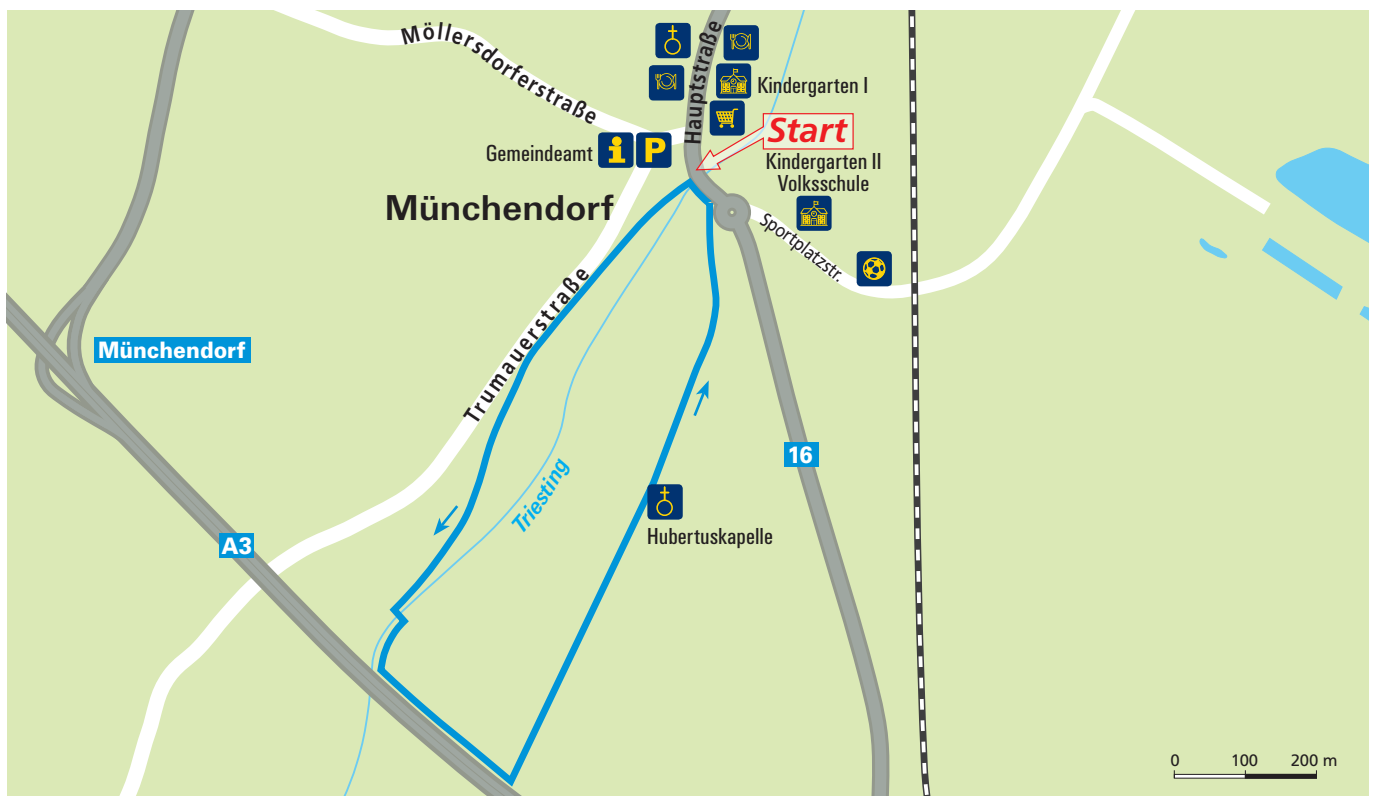 Möllersdorferstraße
Hauptstraße
Kindergarten I
Start
Gemeindeamt
i P
Kindergarten II
Volksschule
Münchendorf
Sportplatzstr.
Trumauerstraße
Münchendorf
16
Triesting
Hubertuskapelle
A3
0 100 200 m